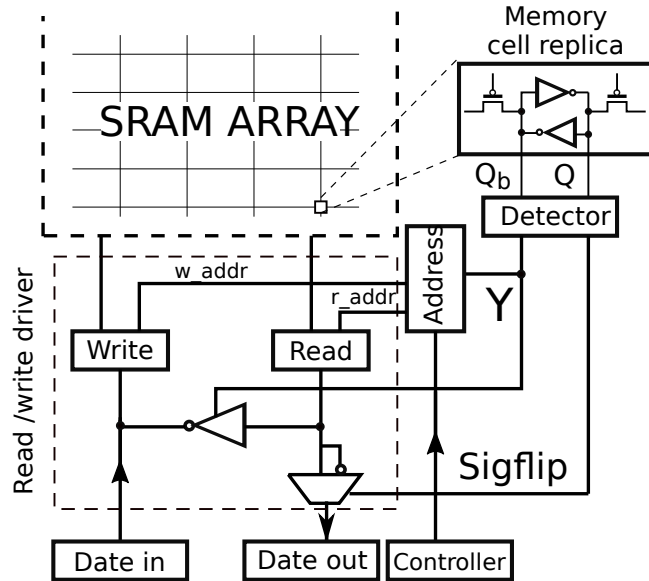 Memory
cell replica
SRAM ARRAY
Qb Q
Detector
Address
w_addr
r_addr
Y
Write
Read
Read /write driver
Sigflip
Date in
Date out
Controller